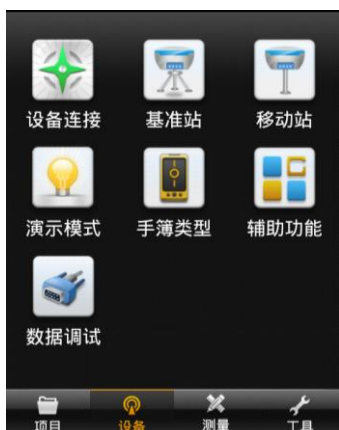 设备连接 基准站 移动站
演示模式 手簿类型 辅助功能
数据调试
项目 设备 测量 工具